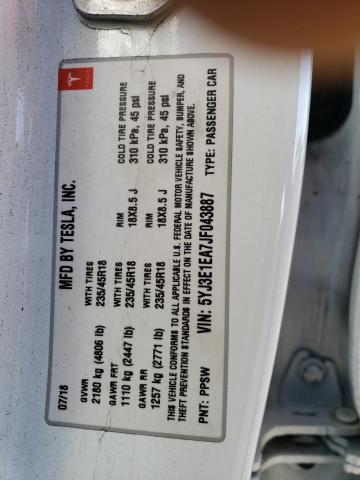 TESLA
MFD BY TESLA, INC.
07/18
GVWR WITH TIRES RIM COLD TIRE PRESSURE
2180 kg (4806 lb) 235/45R18 18X8.5 J 310 kPa, 45 psi
GAWR FRT WITH TIRES RIM COLD TIRE PRESSURE
1110 kg (2447 lb) 235/45R18 18X8.5 J 310 kPa, 45 psi
GAWR RR
1257 kg (2771 lb) 235/45R18
THIS VEHICLE CONFORMS TO ALL APPLICABLE U.S. FEDERAL MOTOR VEHICLE SAFETY, BUMPER, AND
THEFT PREVENTION STANDARDS IN EFFECT ON THE DATE OF MANUFACTURE SHOWN ABOVE.
VIN: 5YJ3E1EA7JF043887 TYPE: PASSENGER CAR
PNT: PPSW